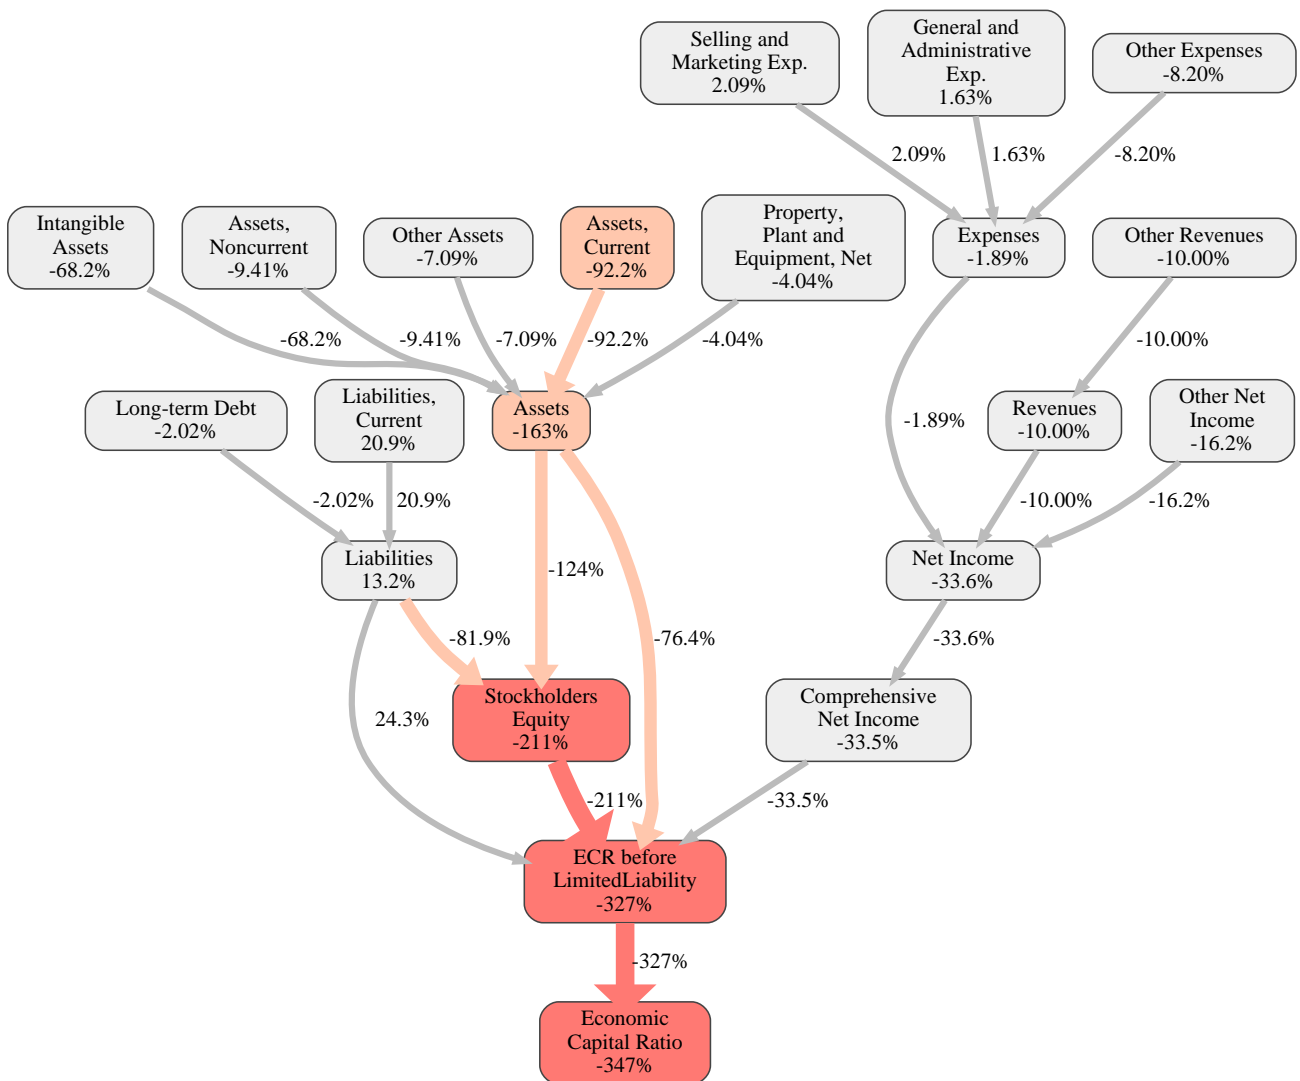 Selling and
Marketing Exp.
2.09%
General and
Administrative
Exp.
1.63%
Other Expenses
-8.20%
2.09%
1.63%
-8.20%
Intangible
Assets
-68.2%
Assets,
Noncurrent
-9.41%
Other Assets
-7.09%
Assets,
Current
-92.2%
Property,
Plant and
Equipment, Net
-4.04%
Expenses
-1.89%
Other Revenues
-10.00%
-68.2%
-9.41%
-7.09%
-92.2%
-4.04%
-10.00%
Long-term Debt
-2.02%
Liabilities,
Current
20.9%
Assets
-163%
-1.89%
Revenues
-10.00%
Other Net
Income
-16.2%
-2.02%
20.9%
-10.00%
-16.2%
Liabilities
13.2%
-124%
Net Income
-33.6%
-81.9%
-76.4%
-33.6%
24.3%
Stockholders
Equity
-211%
Comprehensive
Net Income
-33.5%
-211%
-33.5%
ECR before
LimitedLiability
-327%
-327%
Economic
Capital Ratio
-347%